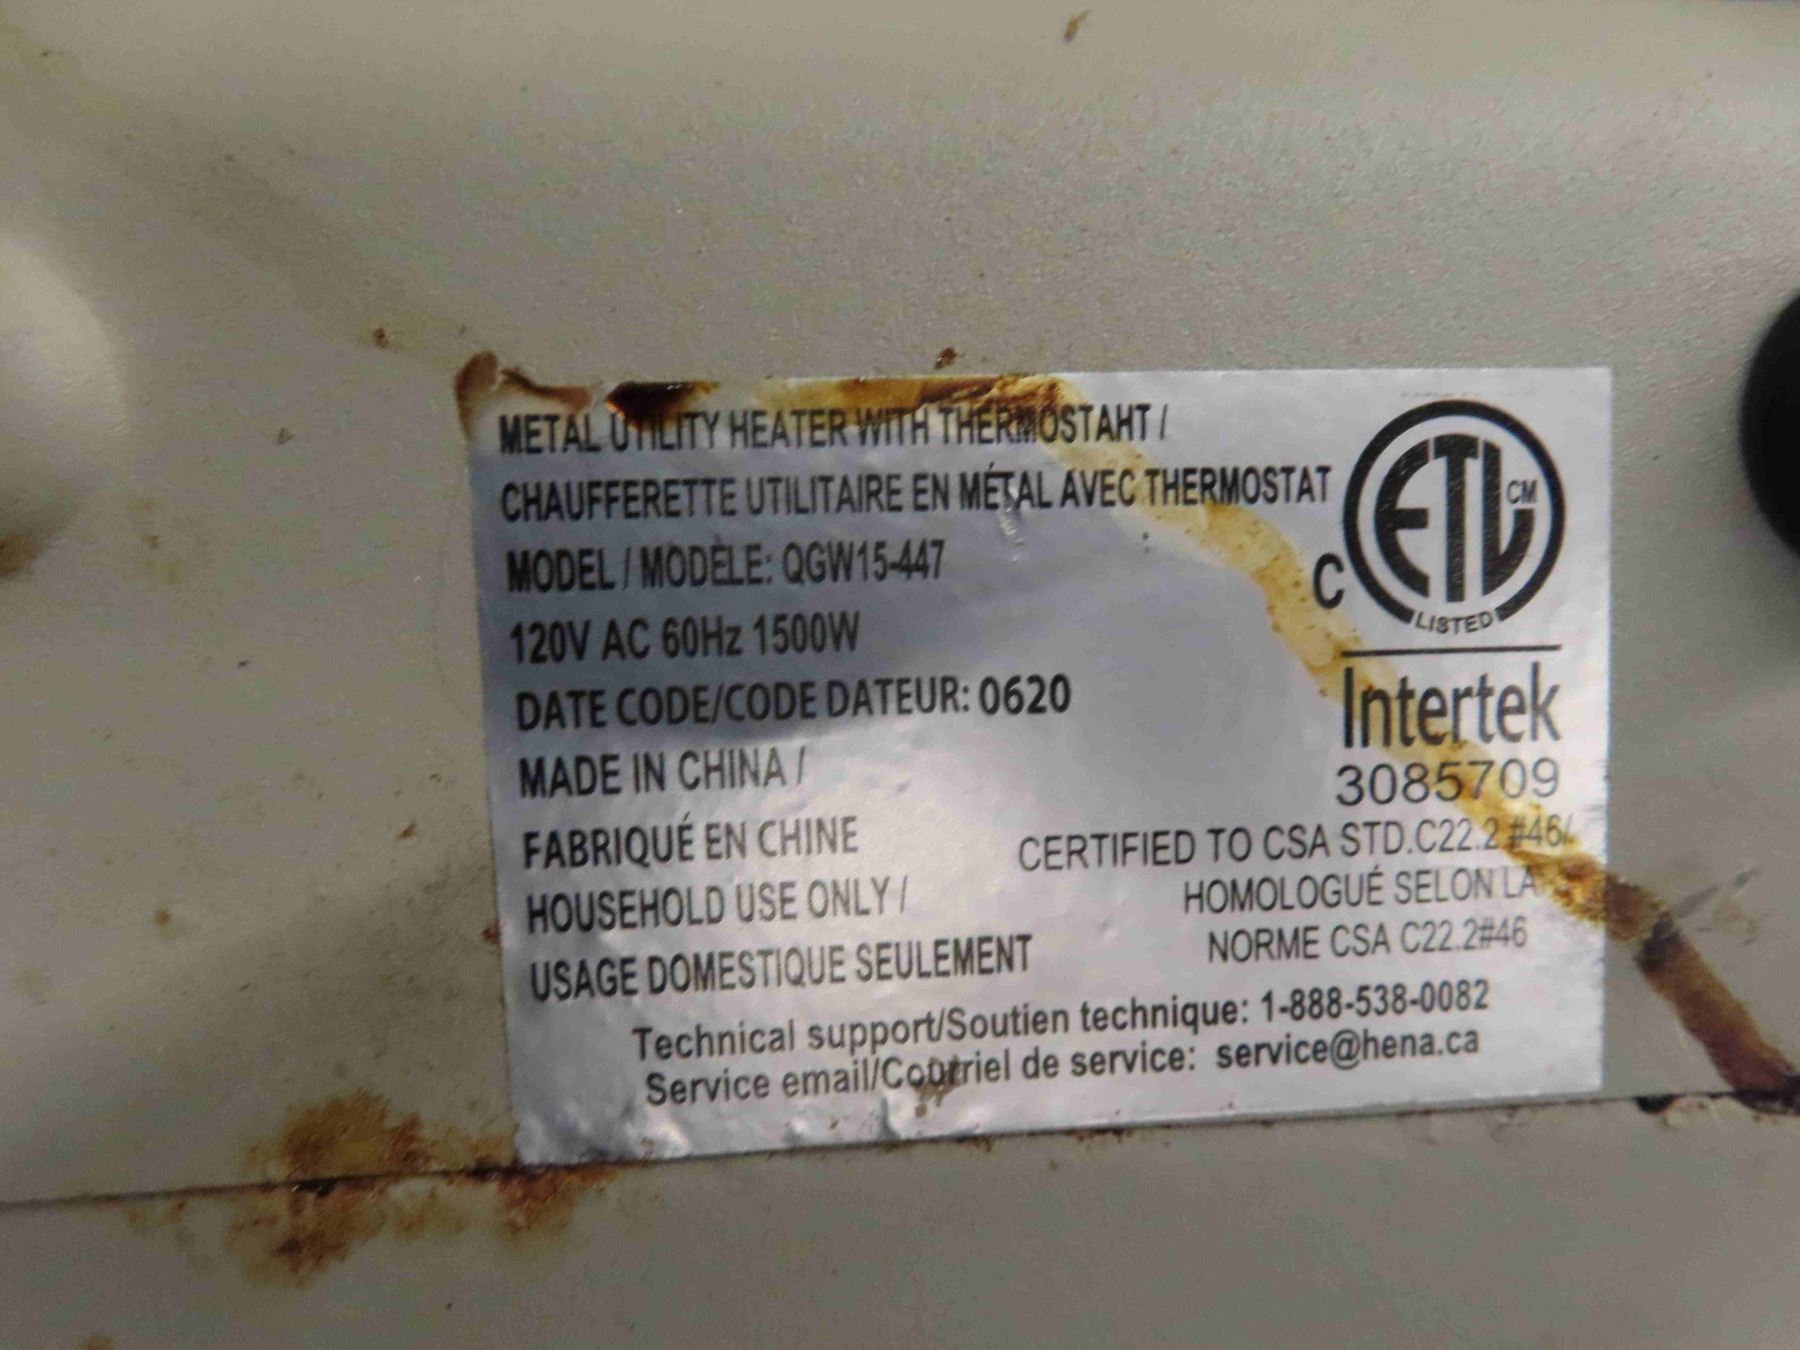 METAL UTILITY HEATER WITH THERMOSTAHT /
CHAUFFERETTE UTILITAIRE EN MÉTAL AVEC THERMOSTAT
MODEL / MODÈLE: QGW15-447
120V AC 60Hz 1500W
DATE CODE/CODE DATEUR: 0620
MADE IN CHINA /
FABRIQUÉ EN CHINE
HOUSEHOLD USE ONLY /
USAGE DOMESTIQUE SEULEMENT
C ETL CM
LISTED
Intertek
3085709
CERTIFIED TO CSA STD.C22.2 #46/
HOMOLOGUÉ SELON LA
NORME CSA C22.2#46
Technical support/Soutien technique: 1-888-538-0082
Service email/Courriel de service: service@hena.ca